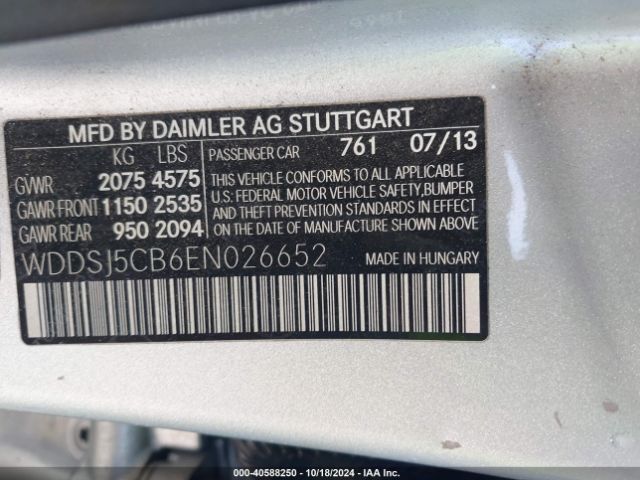 MFD BY DAIMLER AG STUTTGART
KG LBS PASSENGER CAR 761 07/13
GVWR 2075 4575
GAWR FRONT 1150 2535
GAWR REAR 950 2094
THIS VEHICLE CONFORMS TO ALL APPLICABLE
U.S. FEDERAL MOTOR VEHICLE SAFETY,BUMPER
AND THEFT PREVENTION STANDARDS IN EFFECT
ON THE DATE OF MANUFACTURE SHOWN ABOVE.
WDDSJ5CB6EN026652 MADE IN HUNGARY
000-40588250 | 10/18/2024 | IAA Inc.